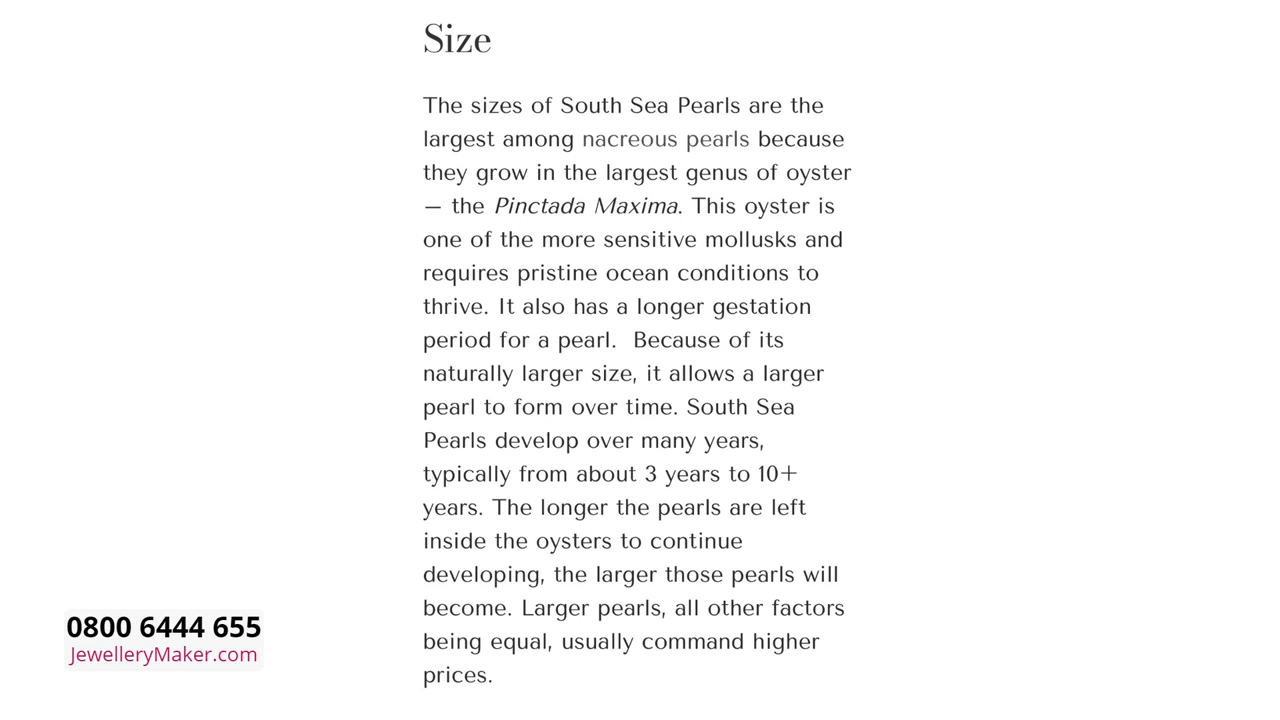 Size
The sizes of South Sea Pearls are the
largest among nacreous pearls because
they grow in the largest genus of oyster
– the Pinctada Maxima. This oyster is
one of the more sensitive mollusks and
requires pristine ocean conditions to
thrive. It also has a longer gestation
period for a pearl.  Because of its
naturally larger size, it allows a larger
pearl to form over time. South Sea
Pearls develop over many years,
typically from about 3 years to 10+
years. The longer the pearls are left
inside the oysters to continue
developing, the larger those pearls will
become. Larger pearls, all other factors
being equal, usually command higher
prices.
0800 6444 655
JewelleryMaker.com